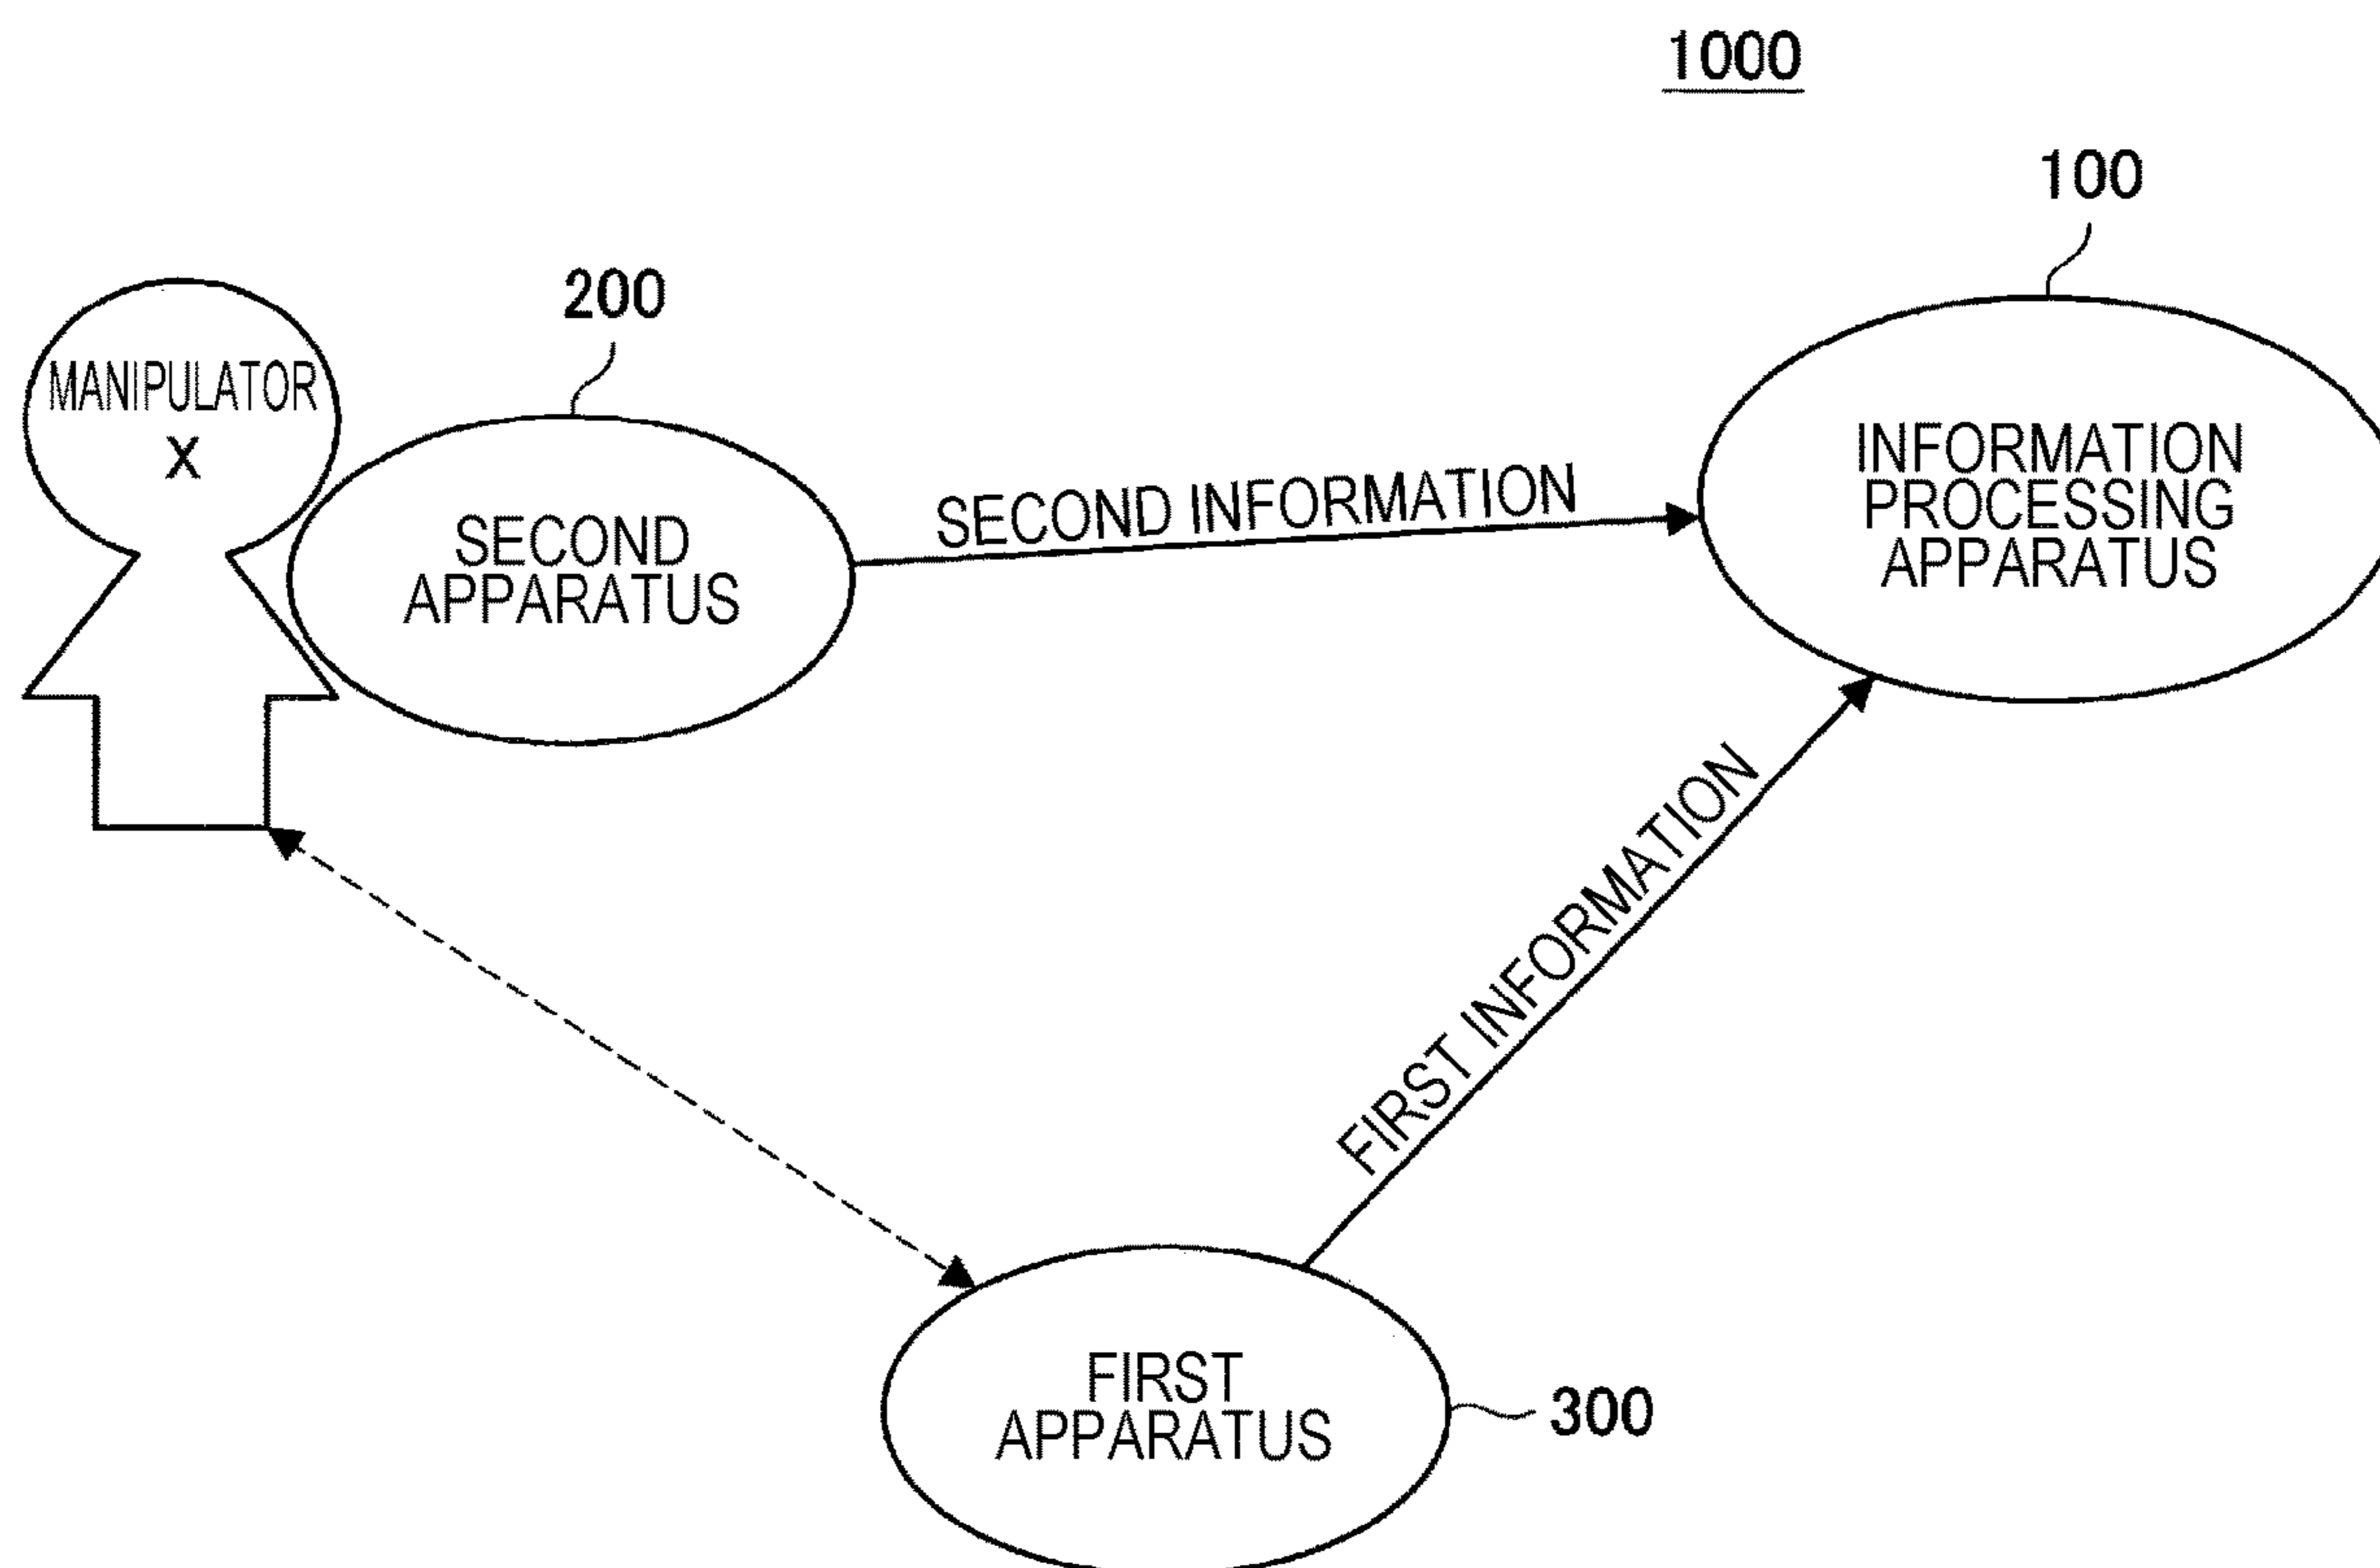 1000
100
200
MANIPULATOR
X
SECOND
APPARATUS
SECOND INFORMATION
INFORMATION
PROCESSING
APPARATUS
FIRST INFORMATION
FIRST
APPARATUS
300